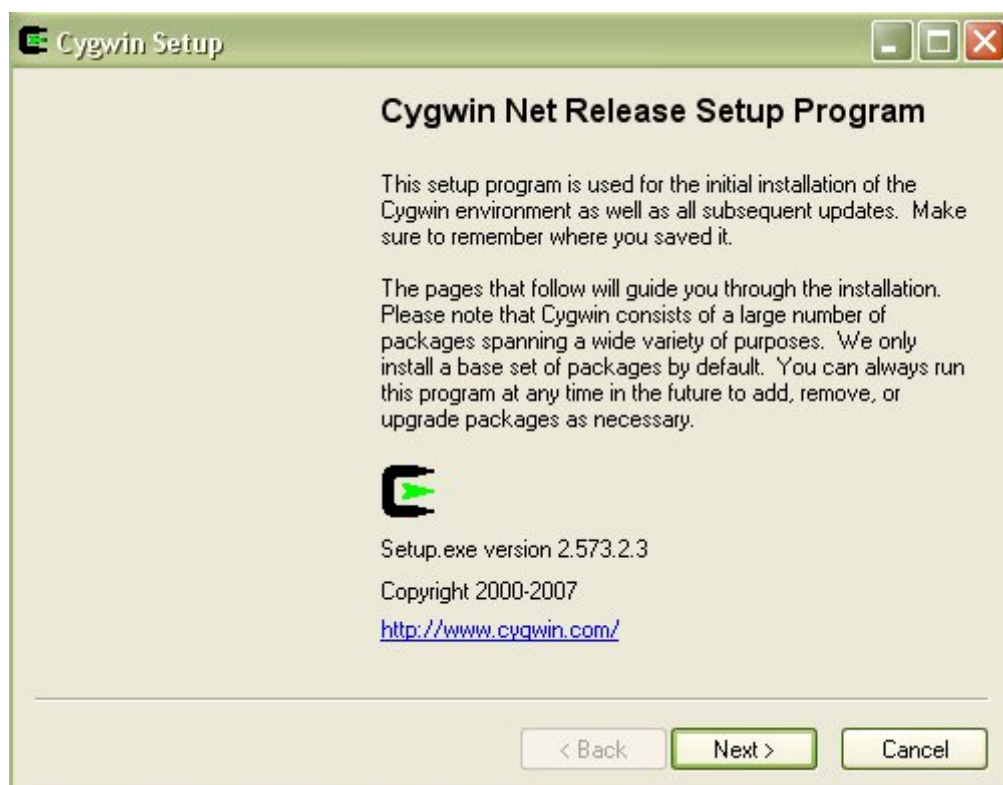 Cygwin Setup
Cygwin Net Release Setup Program
This setup program is used for the initial installation of the
Cygwin environment as well as all subsequent updates.  Make
sure to remember where you saved it.
The pages that follow will guide you through the installation.
Please note that Cygwin consists of a large number of
packages spanning a wide variety of purposes.  We only
install a base set of packages by default.  You can always run
this program at any time in the future to add, remove, or
upgrade packages as necessary.
Setup.exe version 2.573.2.3
Copyright 2000-2007
http://www.cygwin.com/
< Back
Next >
Cancel